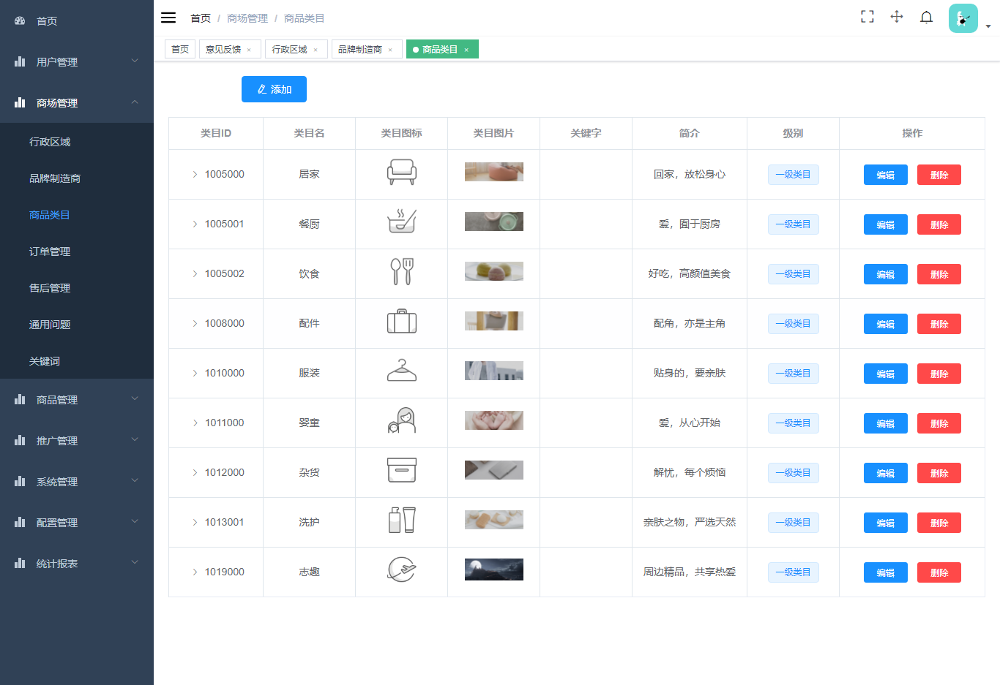 首页
用户管理
商场管理
行政区域
品牌制造商
商品类目
订单管理
售后管理
通用问题
关键词
商品管理
推广管理
系统管理
配置管理
统计报表
首页 / 商场管理 / 商品类目
首页 意见反馈 × 行政区域 × 品牌制造商 × 商品类目 ×
添加
类目ID 类目名 类目图标 类目图片 关键字 简介 级别 操作
1005000 居家 回家，放松身心 一级类目 编辑 删除
1005001 餐厨 爱，囿于厨房 一级类目 编辑 删除
1005002 饮食 好吃，高颜值美食 一级类目 编辑 删除
1008000 配件 配角，亦是主角 一级类目 编辑 删除
1010000 服装 贴身的，要亲肤 一级类目 编辑 删除
1011000 婴童 爱，从心开始 一级类目 编辑 删除
1012000 杂货 解忧，每个烦恼 一级类目 编辑 删除
1013001 洗护 亲肤之物，严选天然 一级类目 编辑 删除
1019000 志趣 周边精品，共享热爱 一级类目 编辑 删除